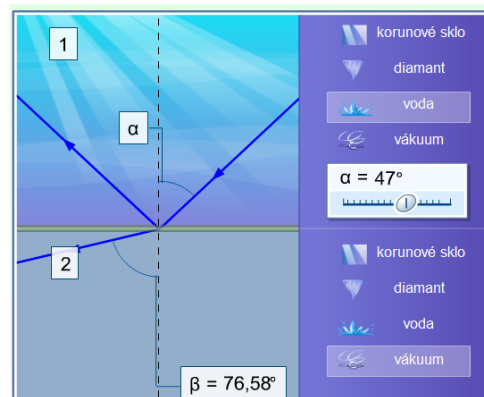 1
korunové sklo
diamant
α
voda
vákuum
α = 47°
2
korunové sklo
diamant
voda
vákuum
β = 76,58°